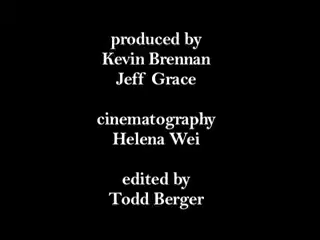 produced by
Kevin Brennan
Jeff Grace
cinematography
Helena Wei
edited by
Todd Berger